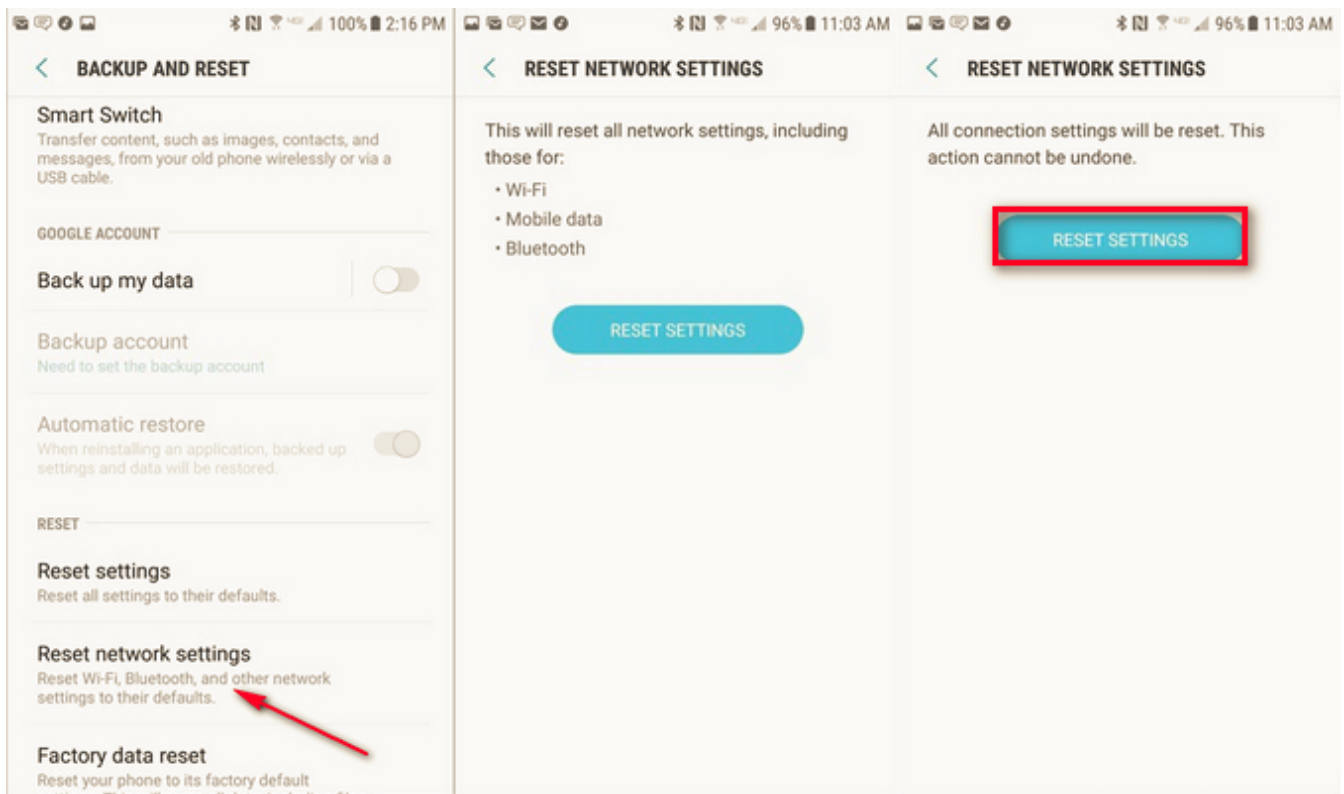 100% 2:16 PM
BACKUP AND RESET
Smart Switch
Transfer content, such as images, contacts, and
messages, from your old phone wirelessly or via a
USB cable.
GOOGLE ACCOUNT
Back up my data
Backup account
Need to set the backup account
Automatic restore
When reinstalling an application, backed up
settings and data will be restored.
RESET
Reset settings
Reset all settings to their defaults.
Reset network settings
Reset Wi-Fi, Bluetooth, and other network
settings to their defaults.
Factory data reset
Reset your phone to its factory default
96% 11:03 AM
RESET NETWORK SETTINGS
This will reset all network settings, including
those for:
• Wi-Fi
• Mobile data
• Bluetooth
RESET SETTINGS
96% 11:03 AM
RESET NETWORK SETTINGS
All connection settings will be reset. This
action cannot be undone.
RESET SETTINGS